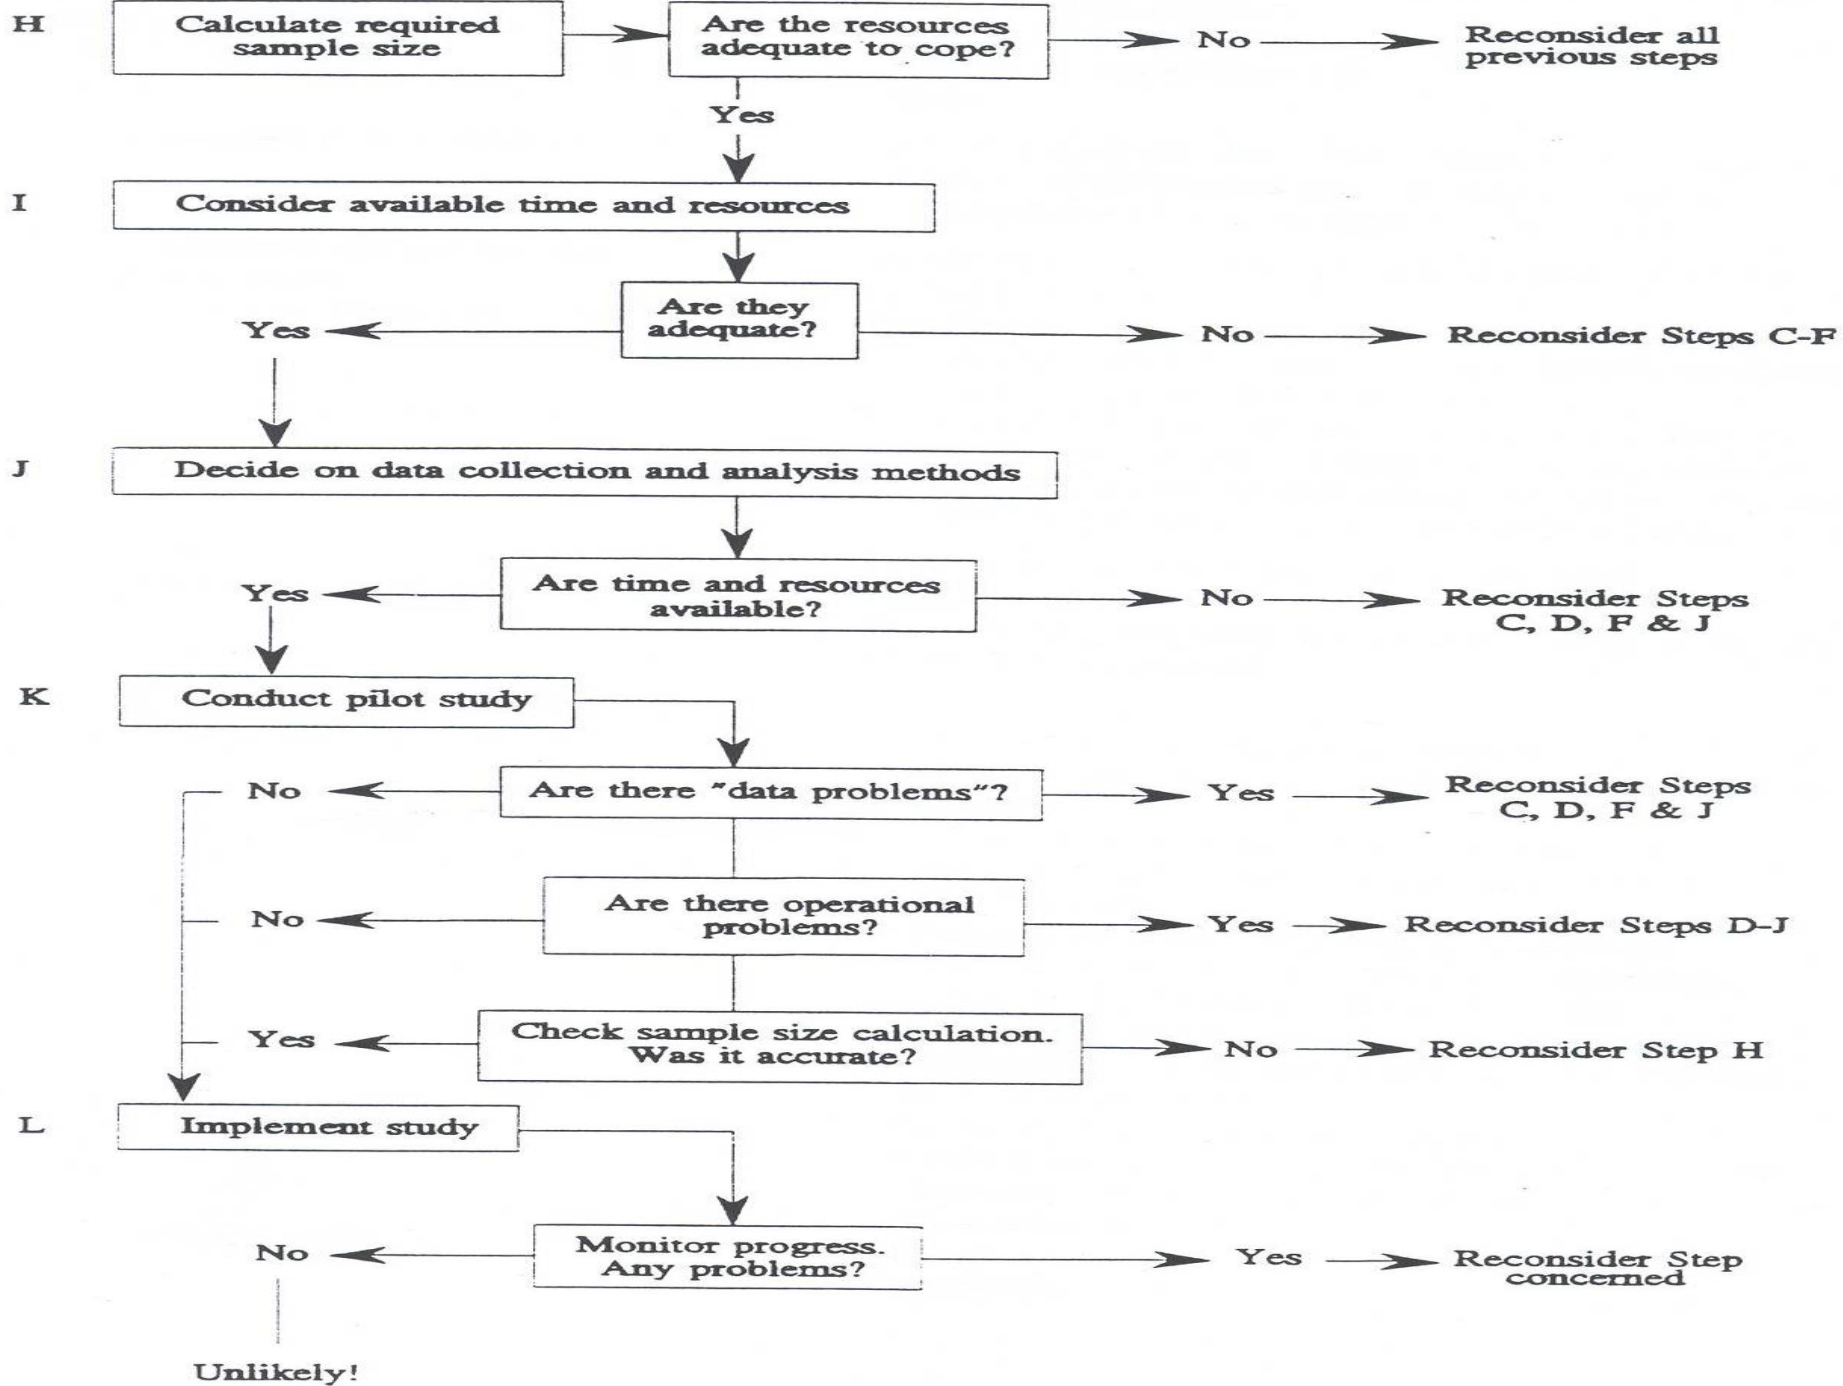 H
Calculate required
sample size
Are the resources
adequate to cope?
No
Reconsider all
previous steps
Yes
I
Consider available time and resources
Are they
adequate?
Yes
No
Reconsider Steps C-F
J
Decide on data collection and analysis methods
Are time and resources
available?
Yes
No
Reconsider Steps
C, D, F & J
K
Conduct pilot study
No
Are there "data problems"?
Yes
Reconsider Steps
C, D, F & J
No
Are there operational
problems?
Yes
Reconsider Steps D-J
Yes
Check sample size calculation.
Was it accurate?
No
Reconsider Step H
L
Implement study
No
Monitor progress.
Any problems?
Yes
Reconsider Step
concerned
Unlikely!